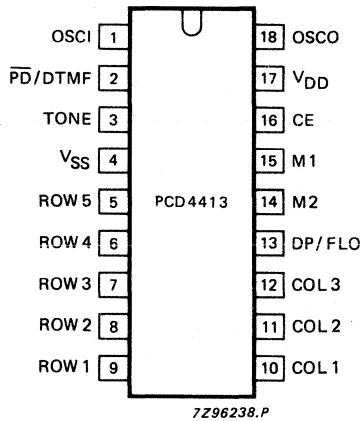 OSCI 1 18 OSCO
P̅D̅/DTMF 2 17 VDD
TONE 3 16 CE
VSS 4 15 M1
ROW 5 5 PCD4413 14 M2
ROW 4 6 13 DP/FLO
ROW 3 7 12 COL 3
ROW 2 8 11 COL 2
ROW 1 9 10 COL 1
7Z96238.P